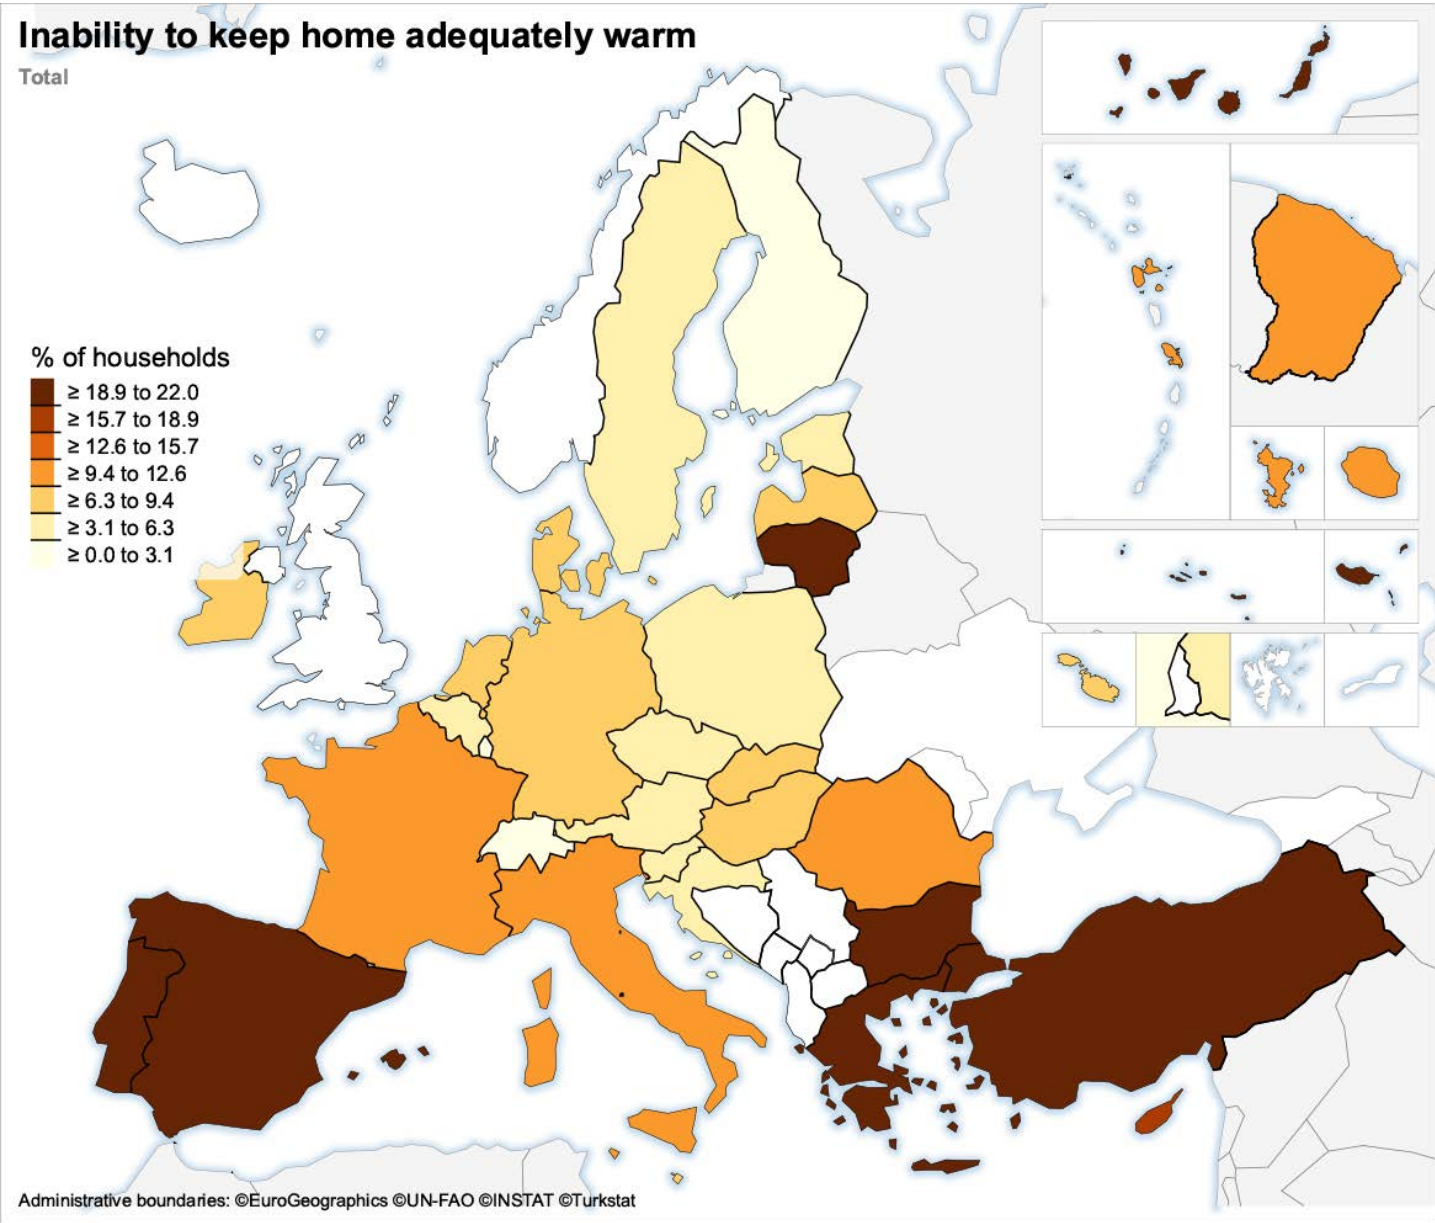 Inability to keep home adequately warm
Total
% of households
≥ 18.9 to 22.0
≥ 15.7 to 18.9
≥ 12.6 to 15.7
≥ 9.4 to 12.6
≥ 6.3 to 9.4
≥ 3.1 to 6.3
≥ 0.0 to 3.1
Administrative boundaries: ©EuroGeographics ©UN-FAO ©INSTAT ©Turkstat